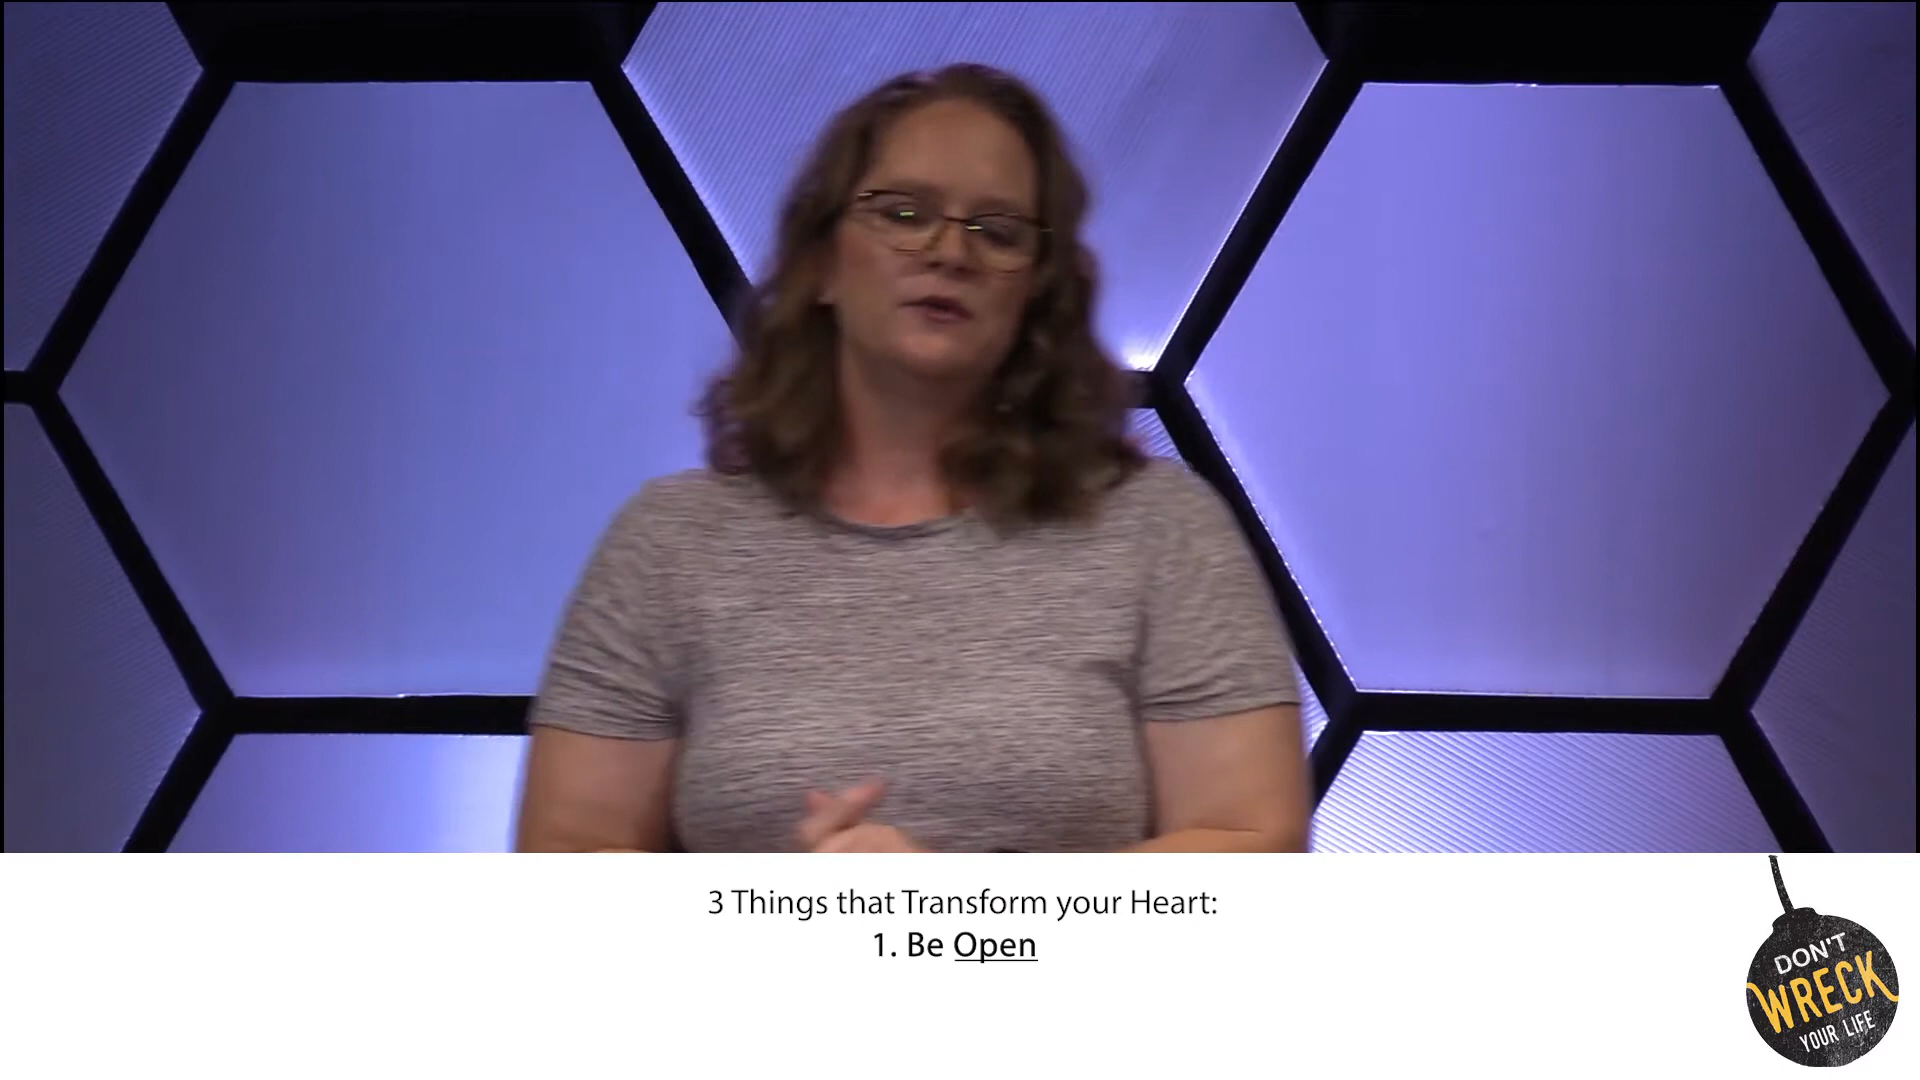 3 Things that Transform your Heart:
1. Be Open
DON'T
WRECK
YOUR LIFE